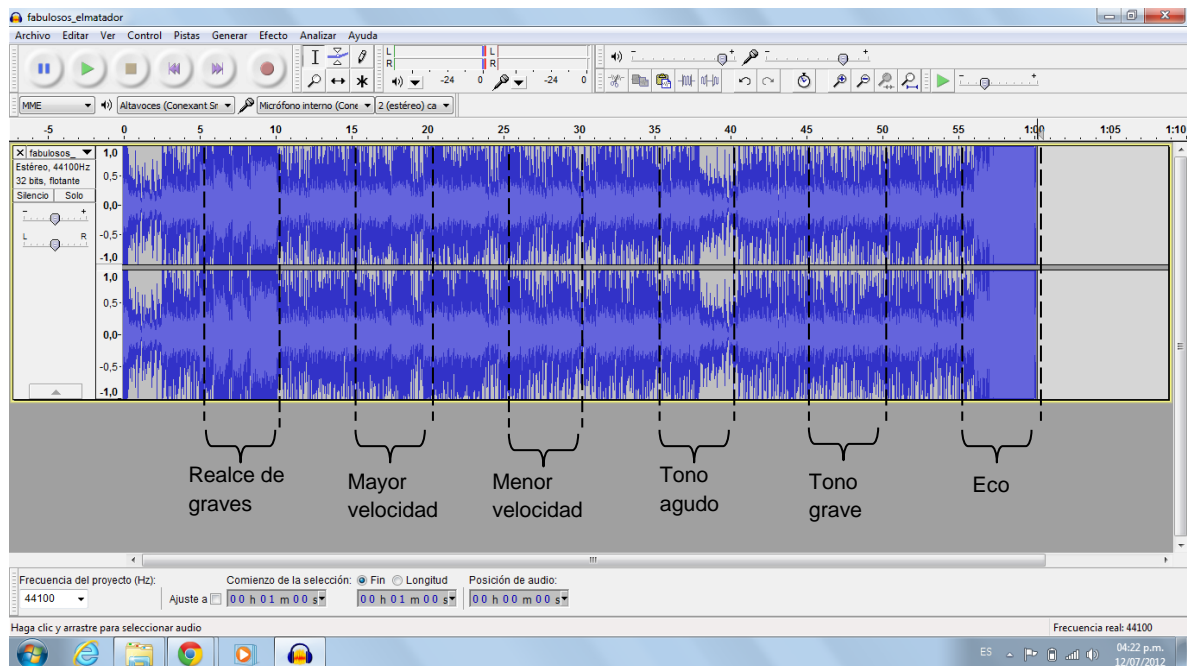 fabulosos_elmatador
Archivo Editar Ver Control Pistas Generar Efecto Analizar Ayuda
L
R
-24 0
L
R
-24 0
MME
Altavoces (Conexant Sr
Micrófono interno (Cone
2 (estéreo) ca
-5 0 5 10 15 20 25 30 35 40 45 50 55 1:00 1:05 1:10
fabulosos_
Estéreo, 44100Hz
32 bits, flotante
Silencio Solo
- +
L R
1,0
0,5
0,0
-0,5
-1,0
1,0
0,5
0,0
-0,5
-1,0
Realce de
graves
Mayor
velocidad
Menor
velocidad
Tono
agudo
Tono
grave
Eco
Frecuencia del proyecto (Hz):
44100
Ajuste a
Comienzo de la selección:
Fin
Longitud
Posición de audio:
00 h 01 m 00 s
00 h 01 m 00 s
00 h 00 m 00 s
Haga clic y arrastre para seleccionar audio
Frecuencia real: 44100
ES
04:22 p.m.
12/07/2012